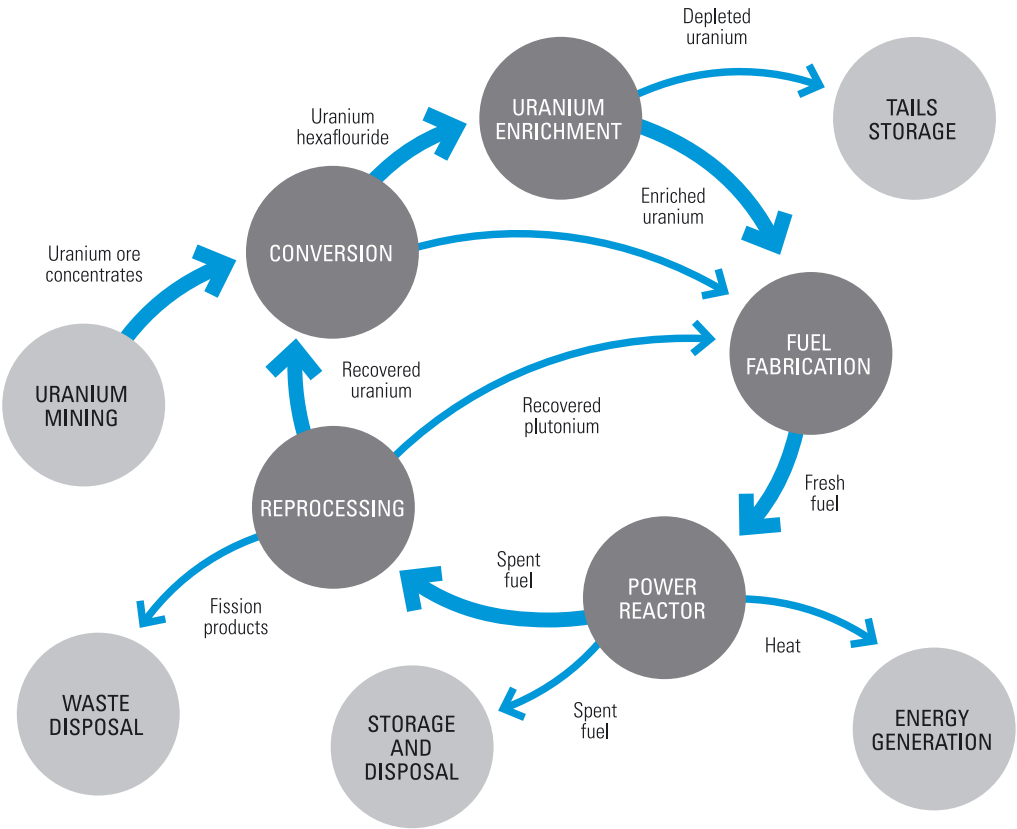 Depleted
uranium
URANIUM
ENRICHMENT
TAILS
STORAGE
Uranium
hexaflouride
Enriched
uranium
CONVERSION
Uranium ore
concentrates
FUEL
FABRICATION
URANIUM
MINING
Recovered
uranium
Recovered
plutonium
REPROCESSING
Fresh
fuel
Spent
fuel
POWER
REACTOR
Fission
products
Heat
WASTE
DISPOSAL
STORAGE
AND
DISPOSAL
Spent
fuel
ENERGY
GENERATION